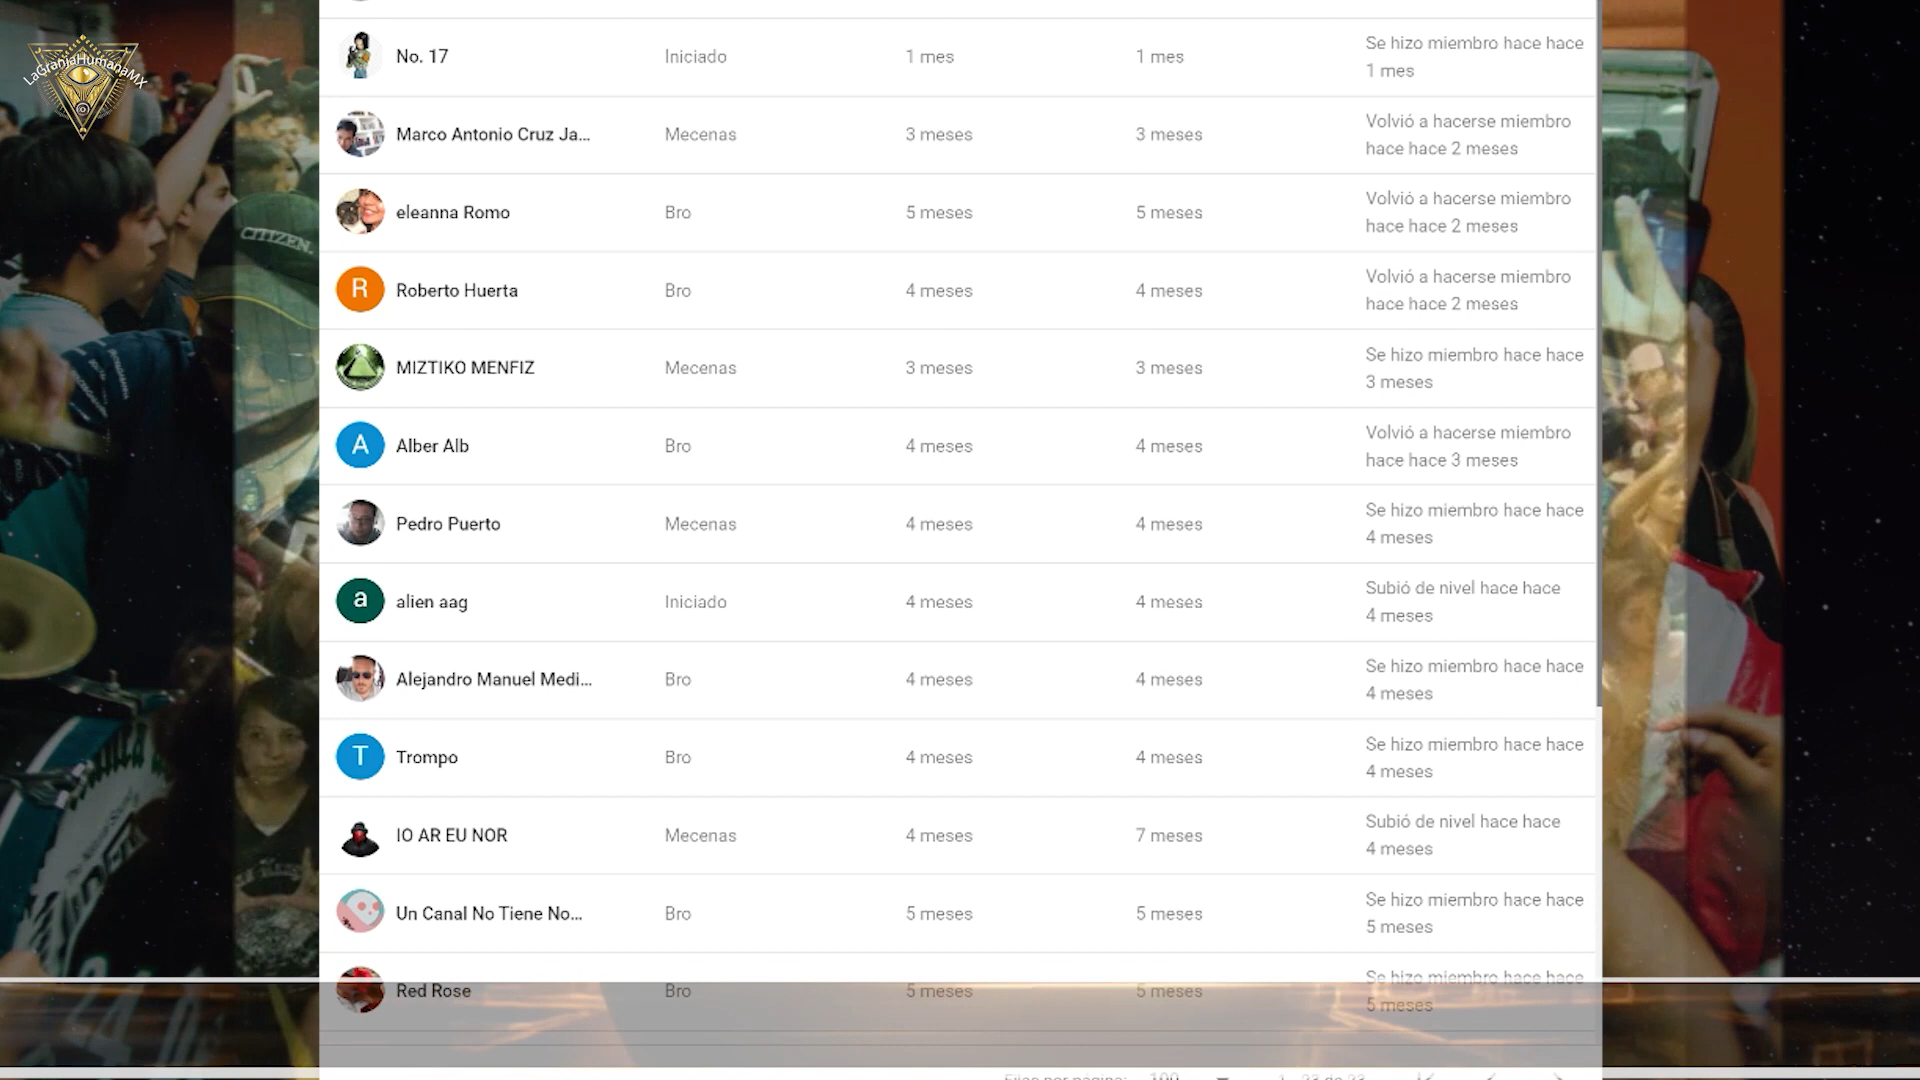 LaGranjaHumanaMX
CITIZEN
No. 17 Iniciado 1 mes 1 mes Se hizo miembro hace hace
1 mes
Marco Antonio Cruz Ja... Mecenas 3 meses 3 meses Volvió a hacerse miembro
hace hace 2 meses
eleanna Romo Bro 5 meses 5 meses Volvió a hacerse miembro
hace hace 2 meses
R Roberto Huerta Bro 4 meses 4 meses Volvió a hacerse miembro
hace hace 2 meses
MIZTIKO MENFIZ Mecenas 3 meses 3 meses Se hizo miembro hace hace
3 meses
A Alber Alb Bro 4 meses 4 meses Volvió a hacerse miembro
hace hace 3 meses
Pedro Puerto Mecenas 4 meses 4 meses Se hizo miembro hace hace
4 meses
a alien aag Iniciado 4 meses 4 meses Subió de nivel hace hace
4 meses
Alejandro Manuel Medi... Bro 4 meses 4 meses Se hizo miembro hace hace
4 meses
T Trompo Bro 4 meses 4 meses Se hizo miembro hace hace
4 meses
IO AR EU NOR Mecenas 4 meses 7 meses Subió de nivel hace hace
4 meses
Un Canal No Tiene No... Bro 5 meses 5 meses Se hizo miembro hace hace
5 meses
Red Rose Bro 5 meses 5 meses Se hizo miembro hace hace
5 meses